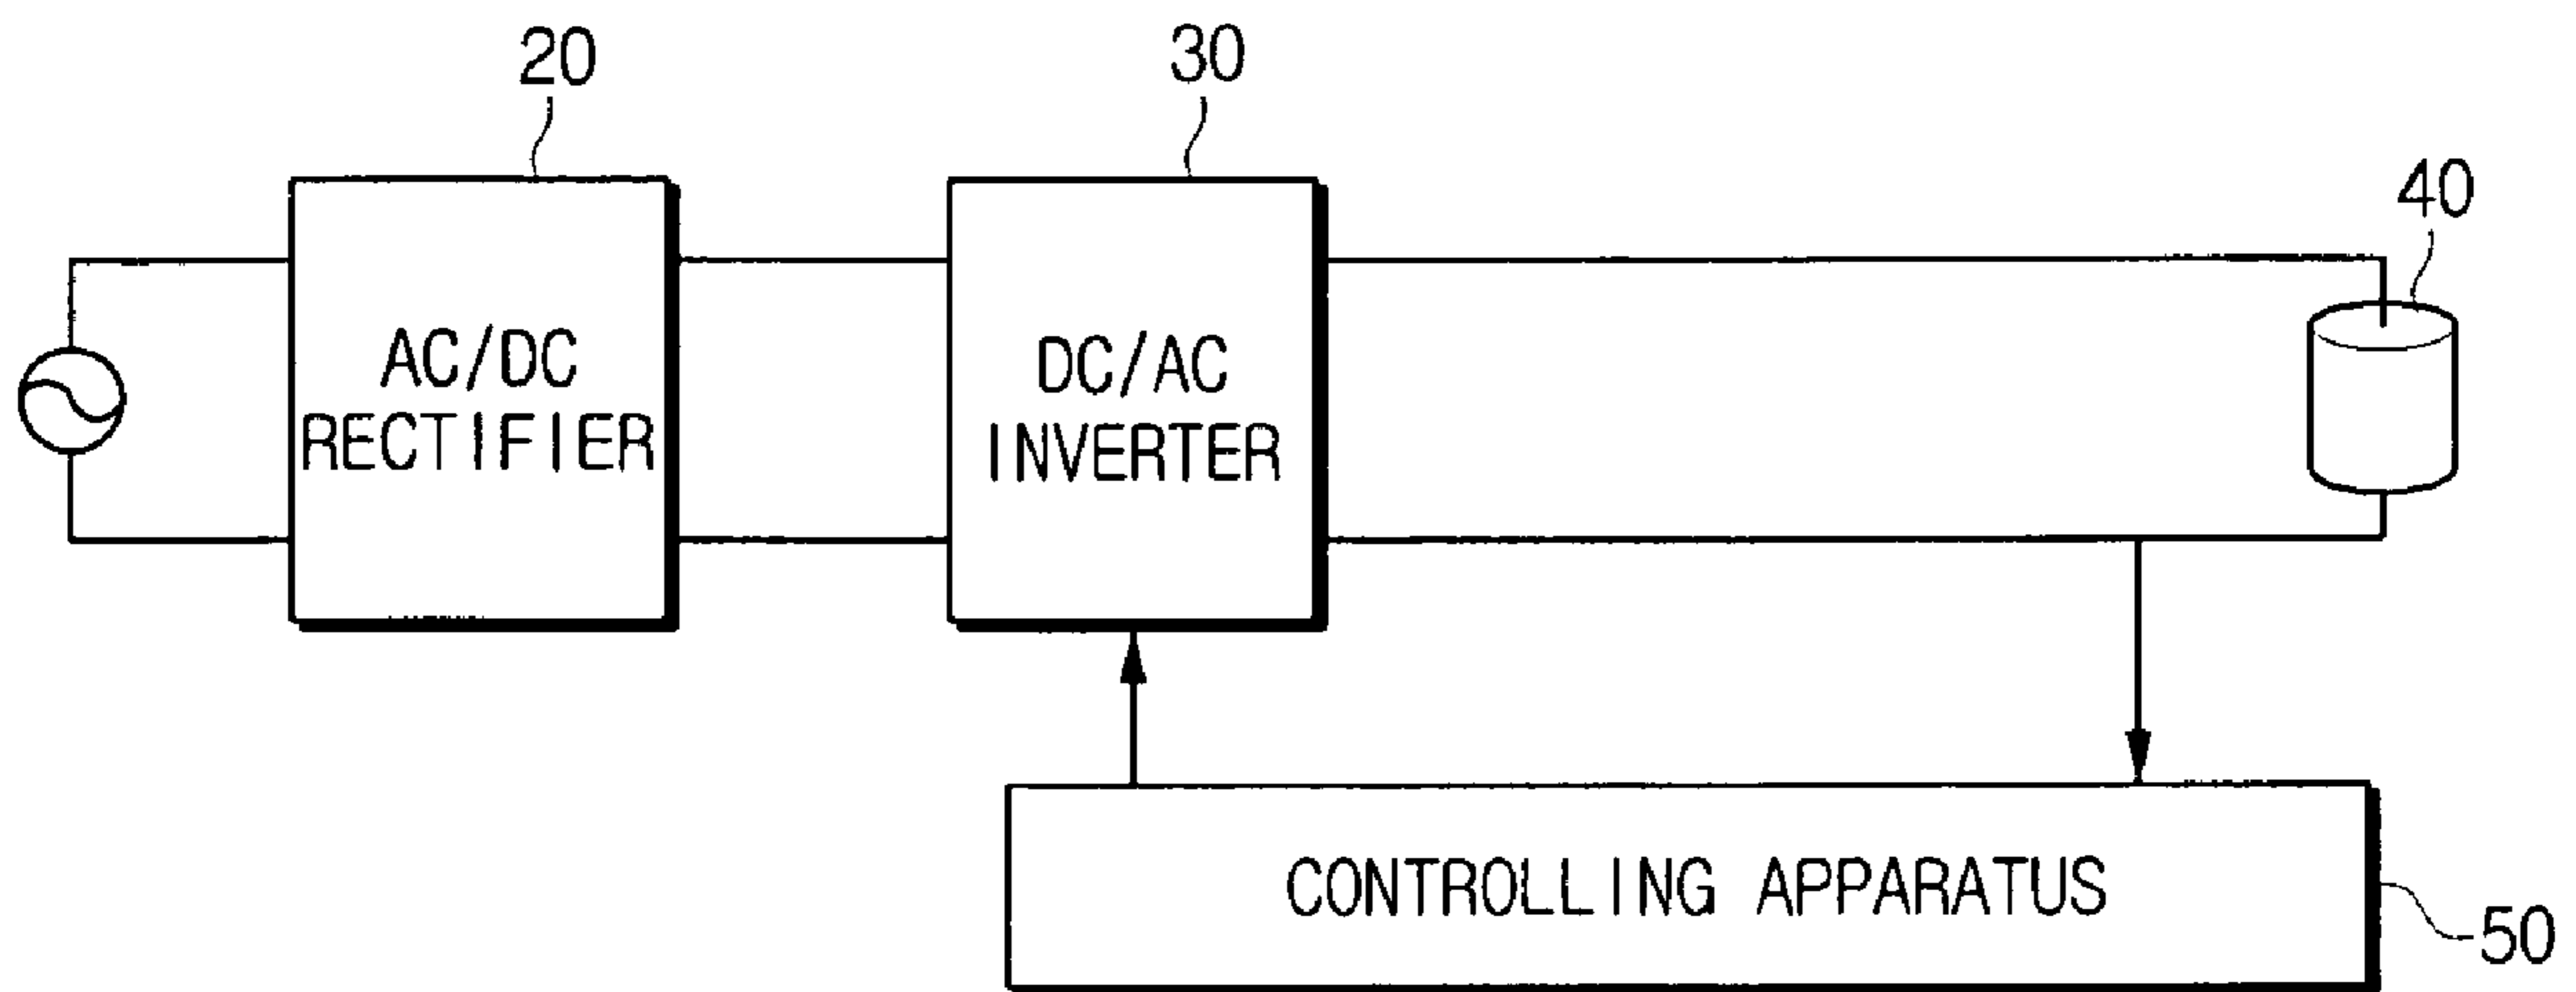 20
30
40
AC/DC
RECTIFIER
DC/AC
INVERTER
CONTROLLING APPARATUS
50